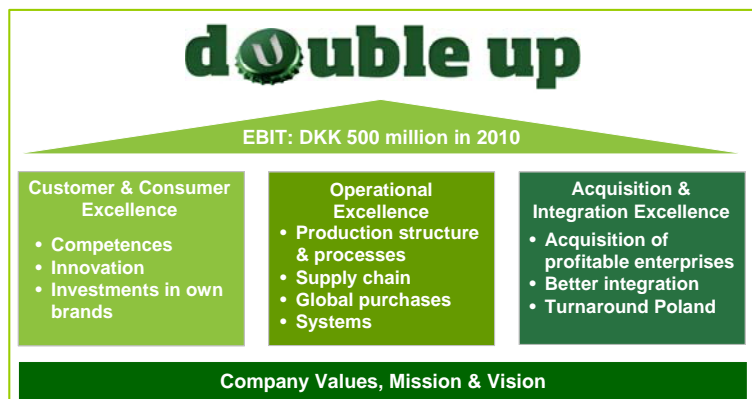 double up
EBIT: DKK 500 million in 2010
Customer & Consumer
Excellence
• Competences
• Innovation
• Investments in own
brands
Operational
Excellence
• Production structure
& processes
• Supply chain
• Global purchases
• Systems
Acquisition &
Integration Excellence
• Acquisition of
profitable enterprises
• Better integration
• Turnaround Poland
Company Values, Mission & Vision